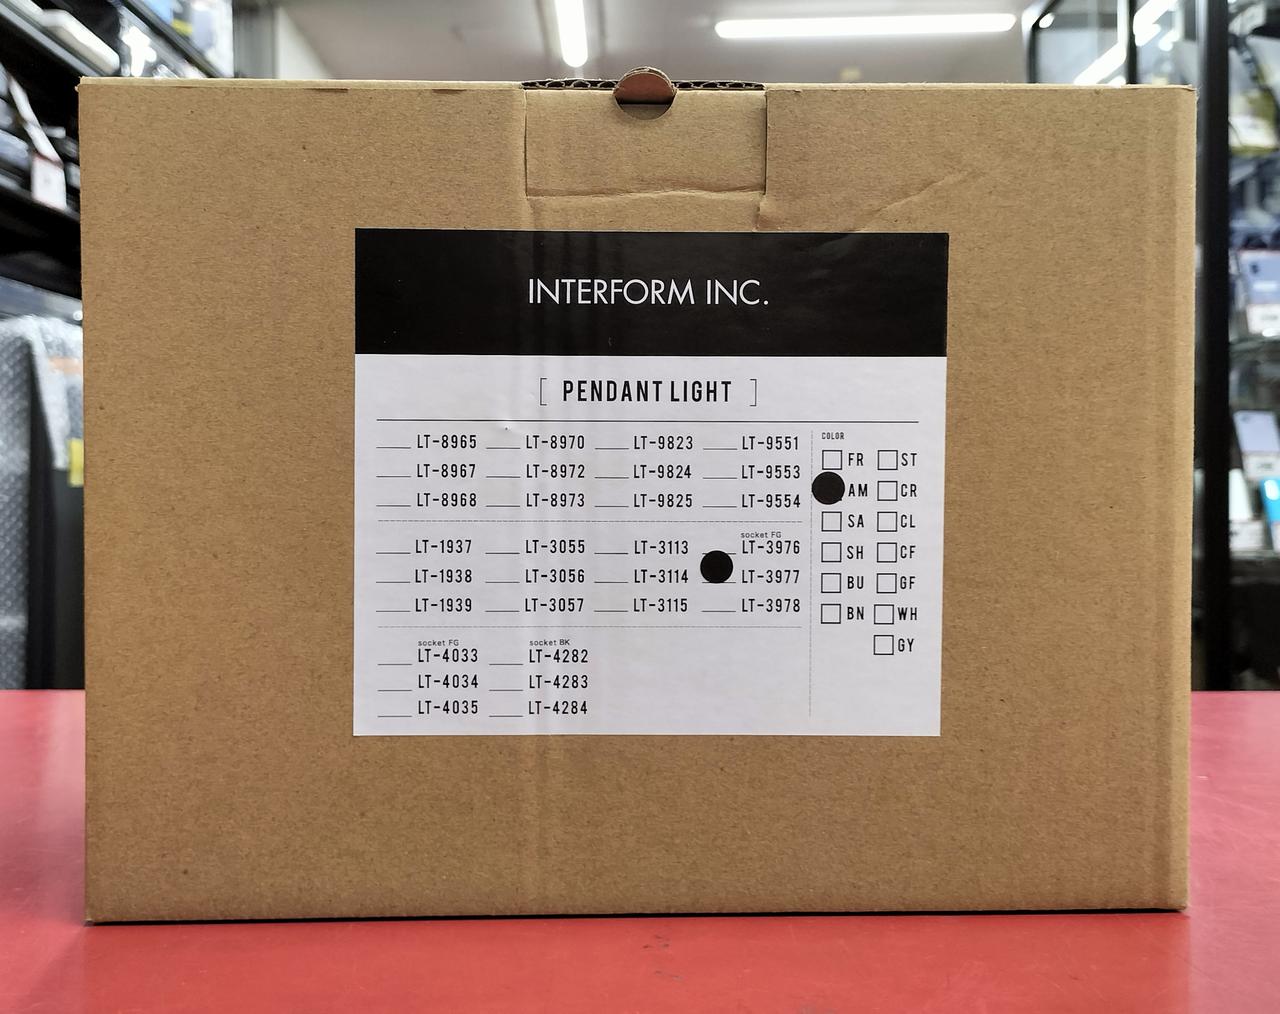 INTERFORM INC.
[ PENDANT LIGHT ]
LT-8965 LT-8970 LT-9823 LT-9551
LT-8967 LT-8972 LT-9824 LT-9553
LT-8968 LT-8973 LT-9825 LT-9554
socket FG
LT-1937 LT-3055 LT-3113 LT-3976
LT-1938 LT-3056 LT-3114 LT-3977
LT-1939 LT-3057 LT-3115 LT-3978
socket FG socket BK
LT-4033 LT-4282
LT-4034 LT-4283
LT-4035 LT-4284
COLOR
FR ST
AM CR
SA CL
SH CF
BU GF
BN WH
GY